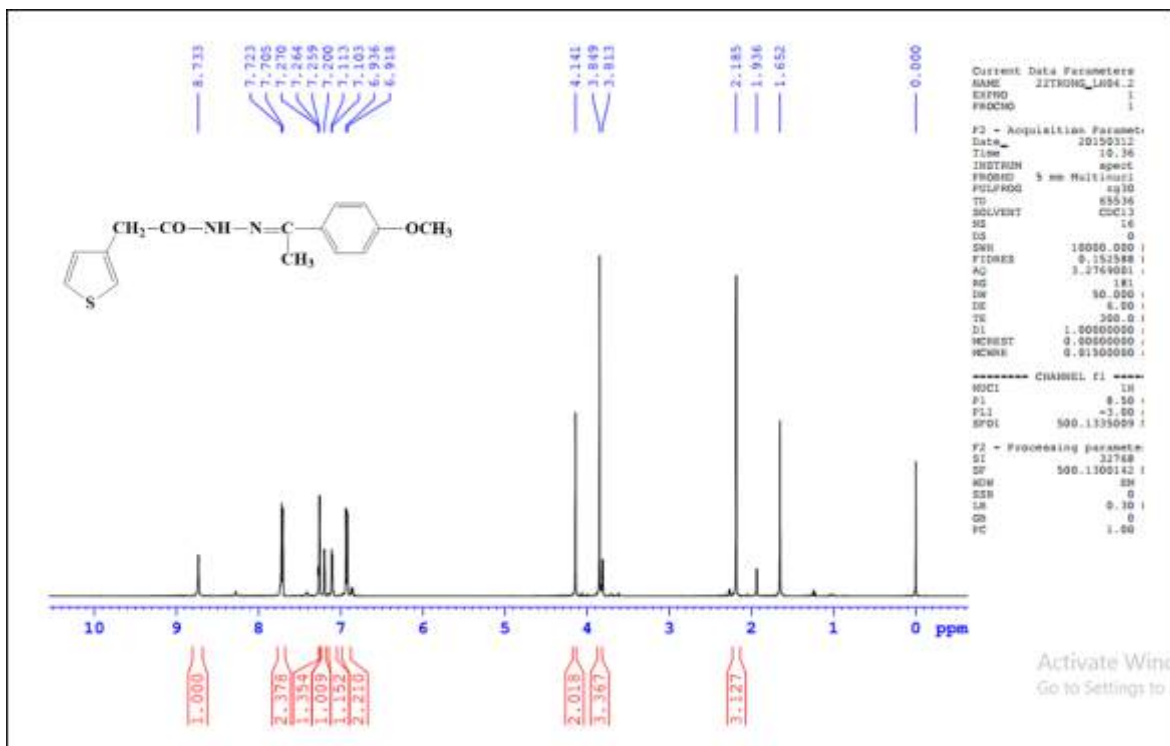 8.733
7.723
7.705
7.270
7.264
7.259
7.200
7.113
7.103
6.936
6.918
4.141
3.849
3.813
2.185
1.936
1.652
0.000
CH2–CO–NH–N=C
OCH3
CH3
S
Current Data Parameters
NAME 22TRUNG_LH04.2
EXPNO 1
PROCNO 1
F2 - Acquisition Paramet
Date_ 20150312
Time 10.36
INSTRUM spect
PROBHD 5 mm Multinucl
PULPROG zg30
TD 65536
SOLVENT CDCl3
NS 16
DS 0
SWH 10000.000
FIDRES 0.152588
AQ 3.2769001
RG 181
DW 50.000
DE 6.00
TE 300.0
D1 1.00000000
MCREST 0.00000000
MCWRK 0.01500000
======== CHANNEL f1 ====
NUC1 1H
P1 8.50
PL1 -3.00
SFO1 500.1335009
F2 - Processing paramete
SI 32768
SF 500.1300142
WDW EM
SSB 0
LB 0.30
GB 0
PC 1.00
10 9 8 7 6 5 4 3 2 1 0 ppm
1.000
2.378
1.354
1.009
1.152
2.210
2.018
3.367
3.127
Activate Wind
Go to Settings to